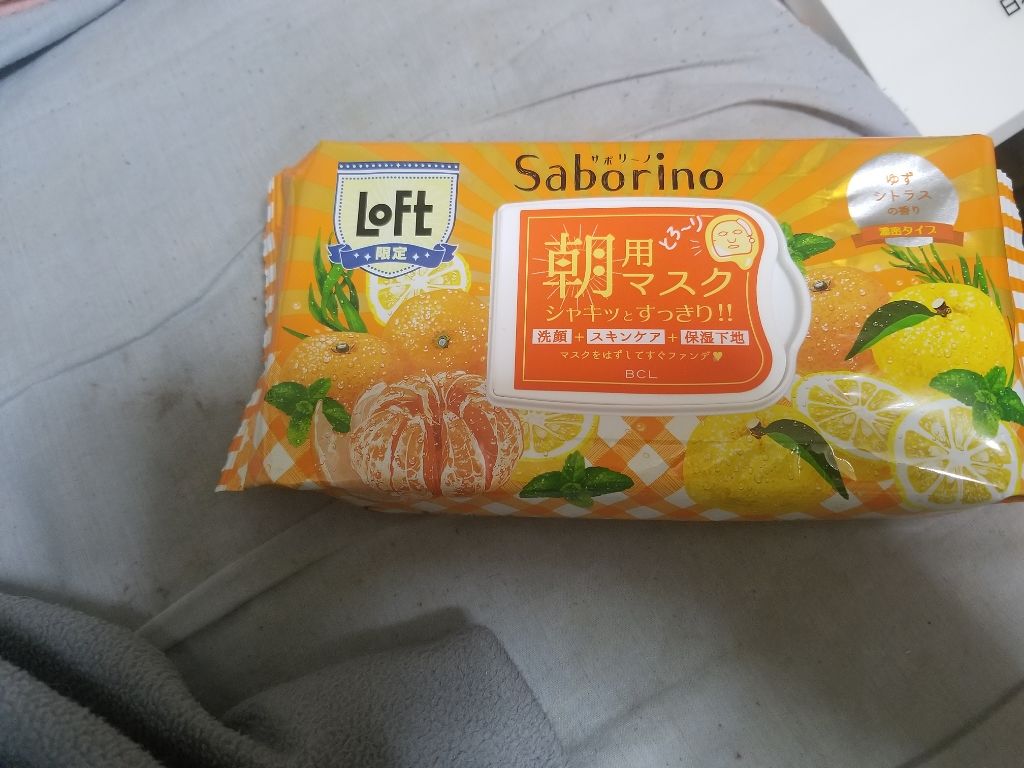 LOFT
限定
サボリーノ
Saborino
ゆず
シトラス
の香り
濃密タイプ
とろ〜り
朝用
マスク
シャキッとすっきり!!
洗顔+スキンケア+保湿下地
マスクをはずしてすぐファンデ♥
BCL